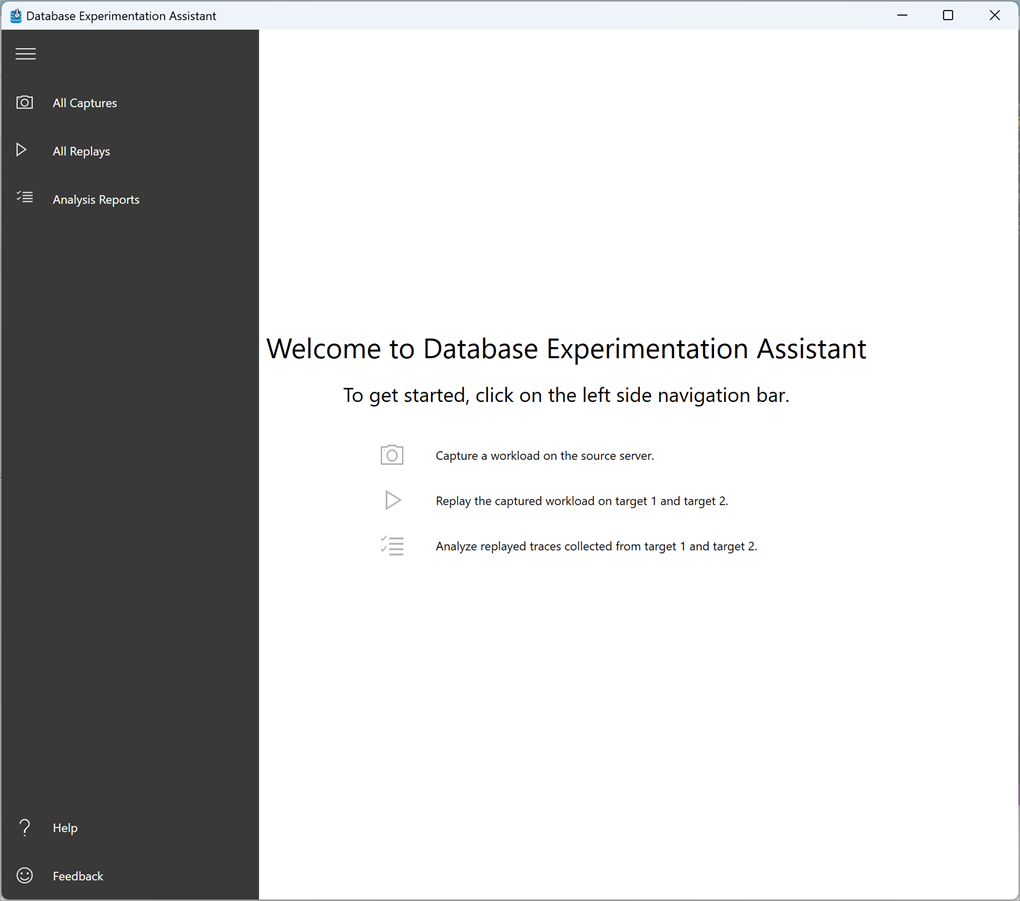 Database Experimentation Assistant
All Captures
All Replays
Analysis Reports
Welcome to Database Experimentation Assistant
To get started, click on the left side navigation bar.
Capture a workload on the source server.
Replay the captured workload on target 1 and target 2.
Analyze replayed traces collected from target 1 and target 2.
Help
Feedback